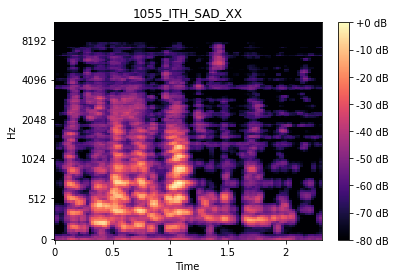 1055_ITH_SAD_XX
+0 dB
8192
-10 dB
4096
-20 dB
-30 dB
2048
-40 dB
Hz
1024
-50 dB
-60 dB
512
-70 dB
0
-80 dB
0
0.5
1
1.5
2
Time